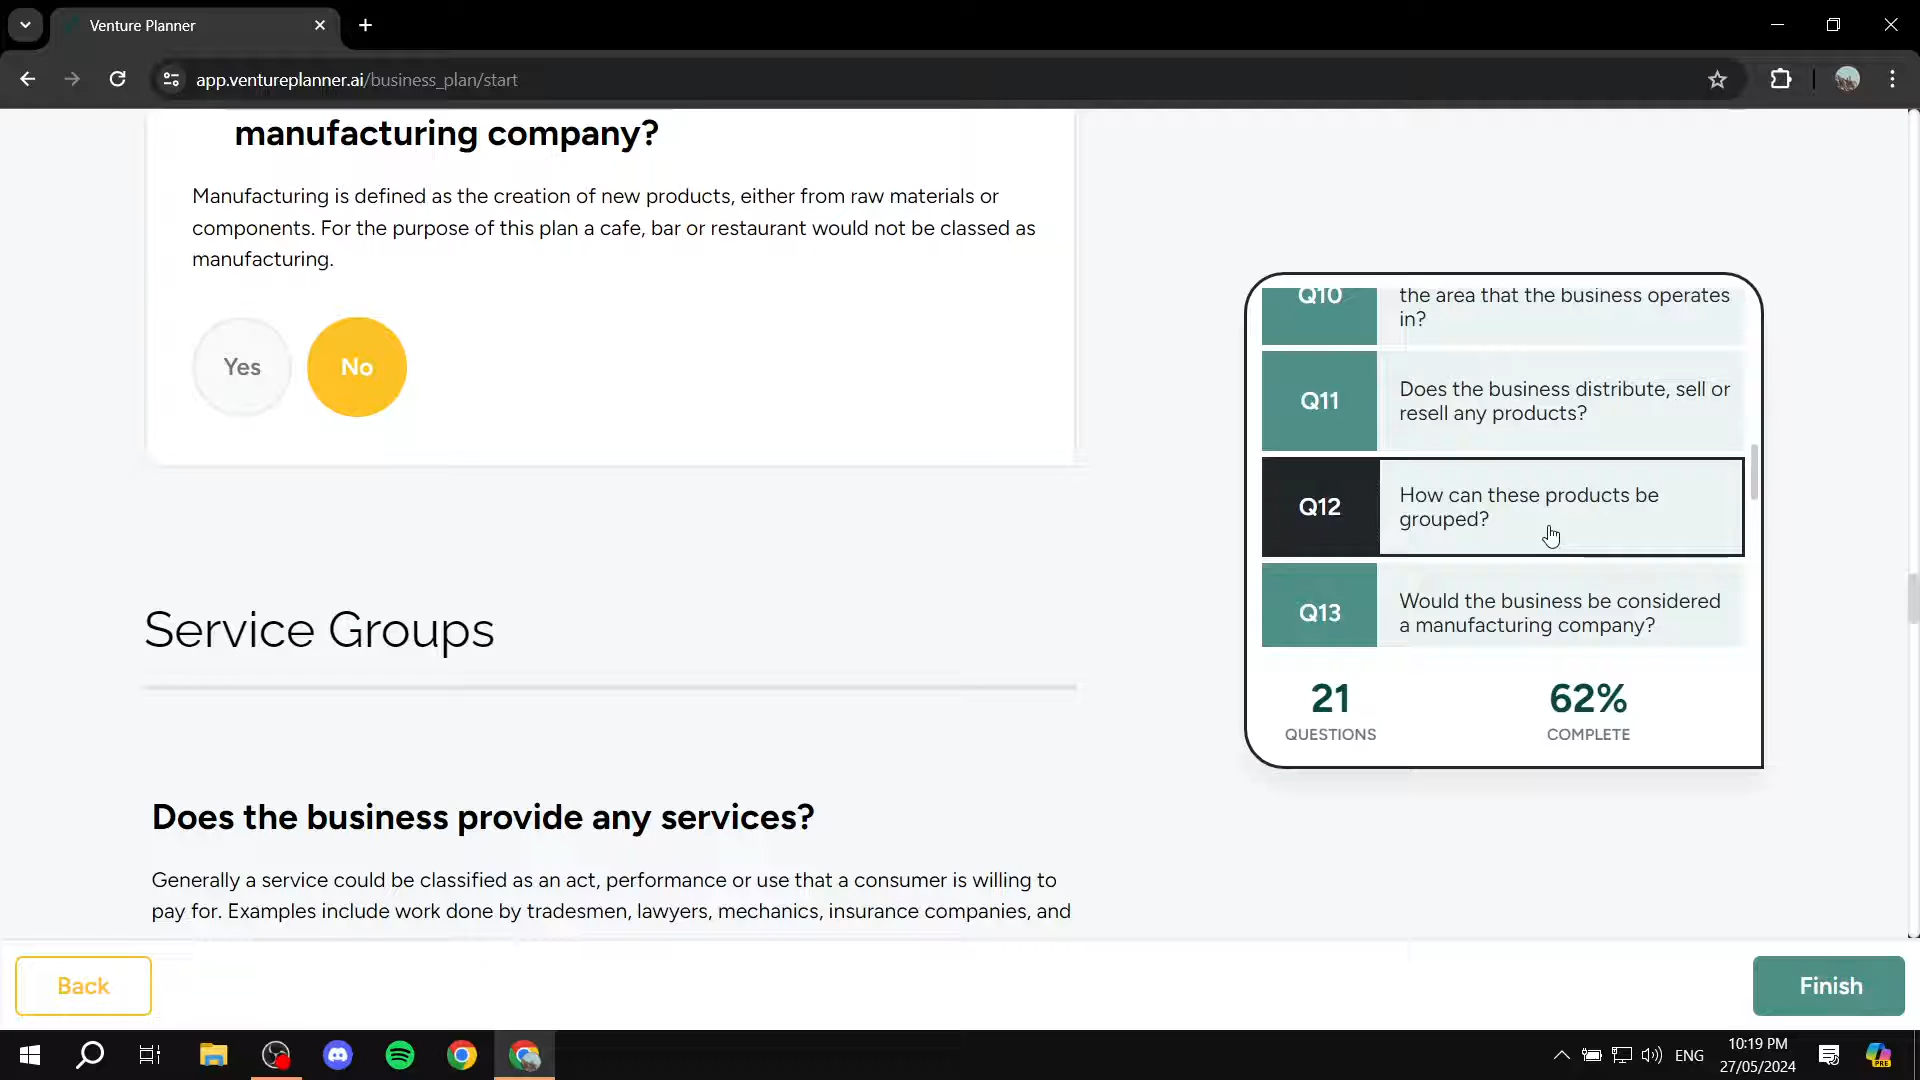 Venture Planner
app.ventureplanner.ai/business_plan/start
manufacturing company?
Manufacturing is defined as the creation of new products, either from raw materials or
components. For the purpose of this plan a cafe, bar or restaurant would not be classed as
manufacturing.
Yes
No
Service Groups
Does the business provide any services?
Generally a service could be classified as an act, performance or use that a consumer is willing to
pay for. Examples include work done by tradesmen, lawyers, mechanics, insurance companies, and
Q10
the area that the business operates
in?
Q11
Does the business distribute, sell or
resell any products?
Q12
How can these products be
grouped?
Q13
Would the business be considered
a manufacturing company?
21
QUESTIONS
62%
COMPLETE
Back
Finish
ENG
10:19 PM
27/05/2024
PRE